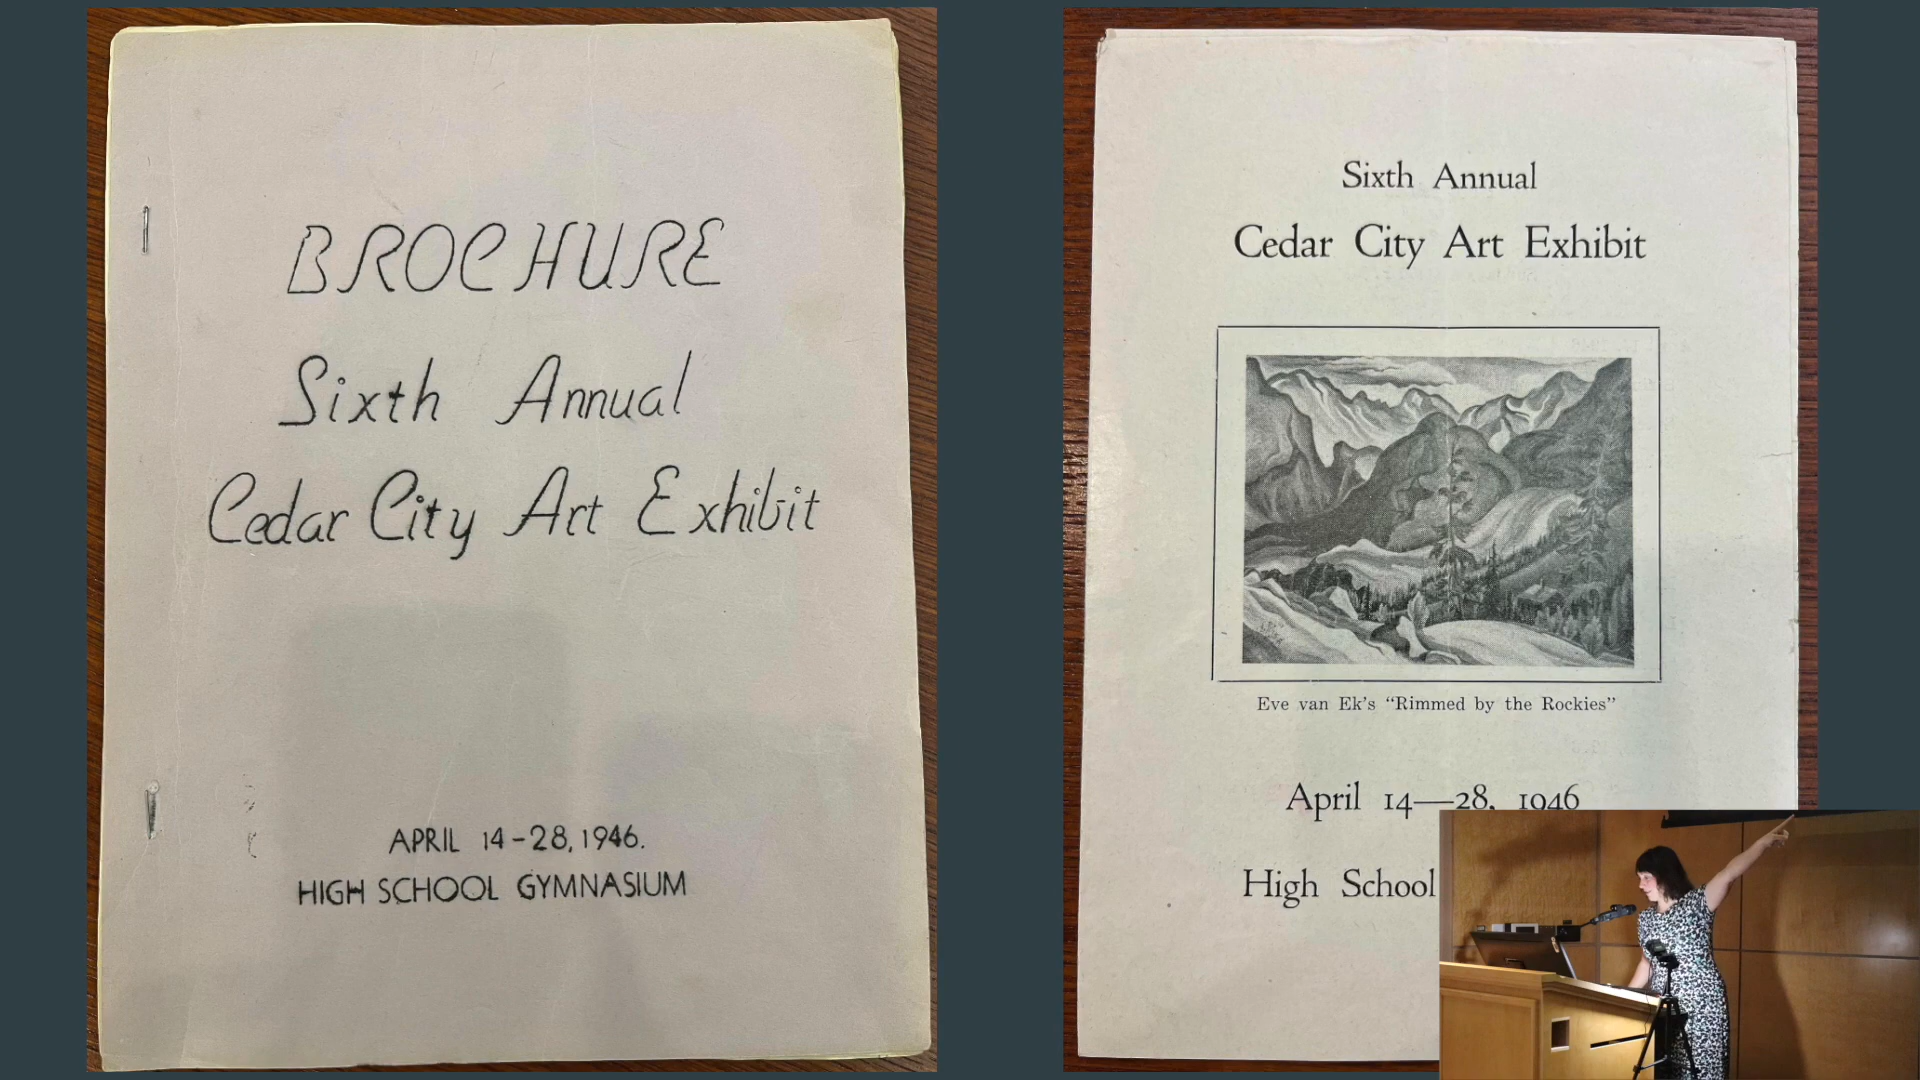 BROCHURE
Sixth Annual
Cedar City Art Exhibit
APRIL 14-28, 1946.
HIGH SCHOOL GYMNASIUM
Sixth Annual
Cedar City Art Exhibit
Eve van Ek's “Rimmed by the Rockies”
April 14—28, 1946
High School